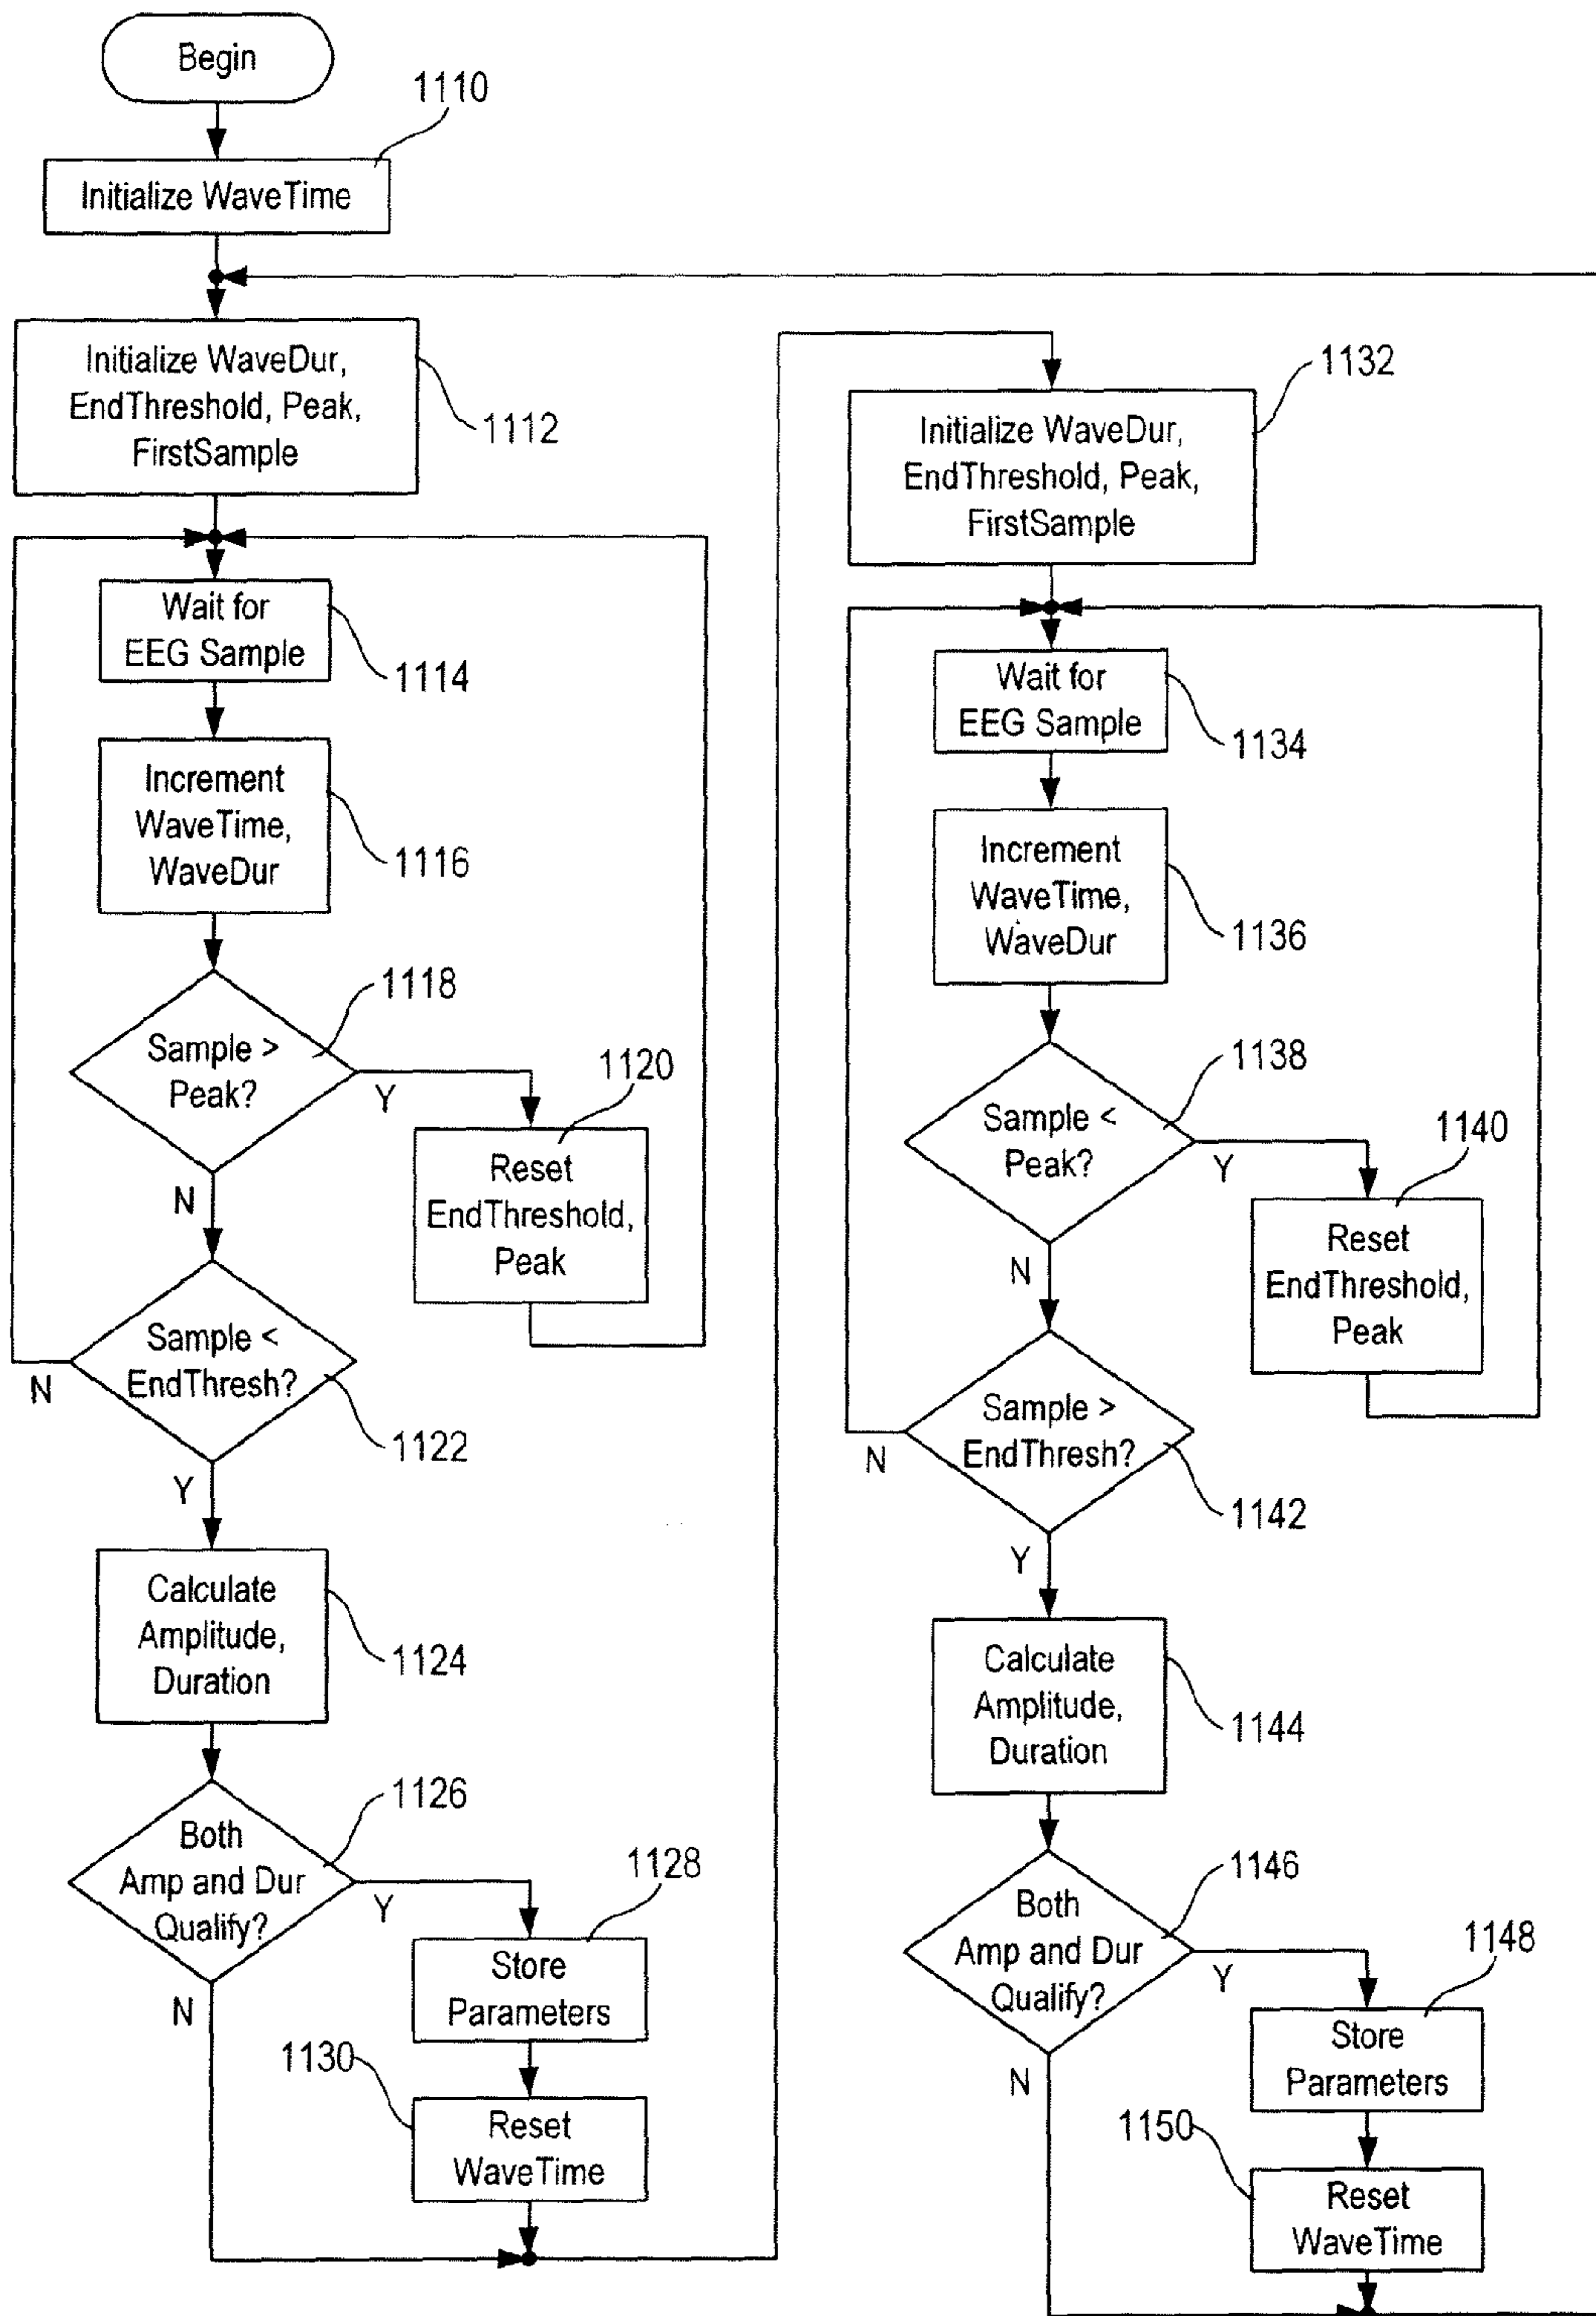 Begin
1110
Initialize WaveTime
Initialize WaveDur,
EndThreshold, Peak,
FirstSample
1112
Wait for
EEG Sample
1114
Increment
WaveTime,
WaveDur
1116
Sample >
Peak?
1118
Y
N
1120
Reset
EndThreshold,
Peak
Sample <
EndThresh?
1122
N
Y
Calculate
Amplitude,
Duration
1124
Both
Amp and Dur
Qualify?
1126
Y
N
1128
Store
Parameters
1130
Reset
WaveTime
1132
Initialize WaveDur,
EndThreshold, Peak,
FirstSample
Wait for
EEG Sample
1134
Increment
WaveTime,
WaveDur
1136
Sample <
Peak?
1138
Y
N
1140
Reset
EndThreshold,
Peak
Sample >
EndThresh?
1142
N
Y
Calculate
Amplitude,
Duration
1144
Both
Amp and Dur
Qualify?
1146
Y
N
1148
Store
Parameters
1150
Reset
WaveTime